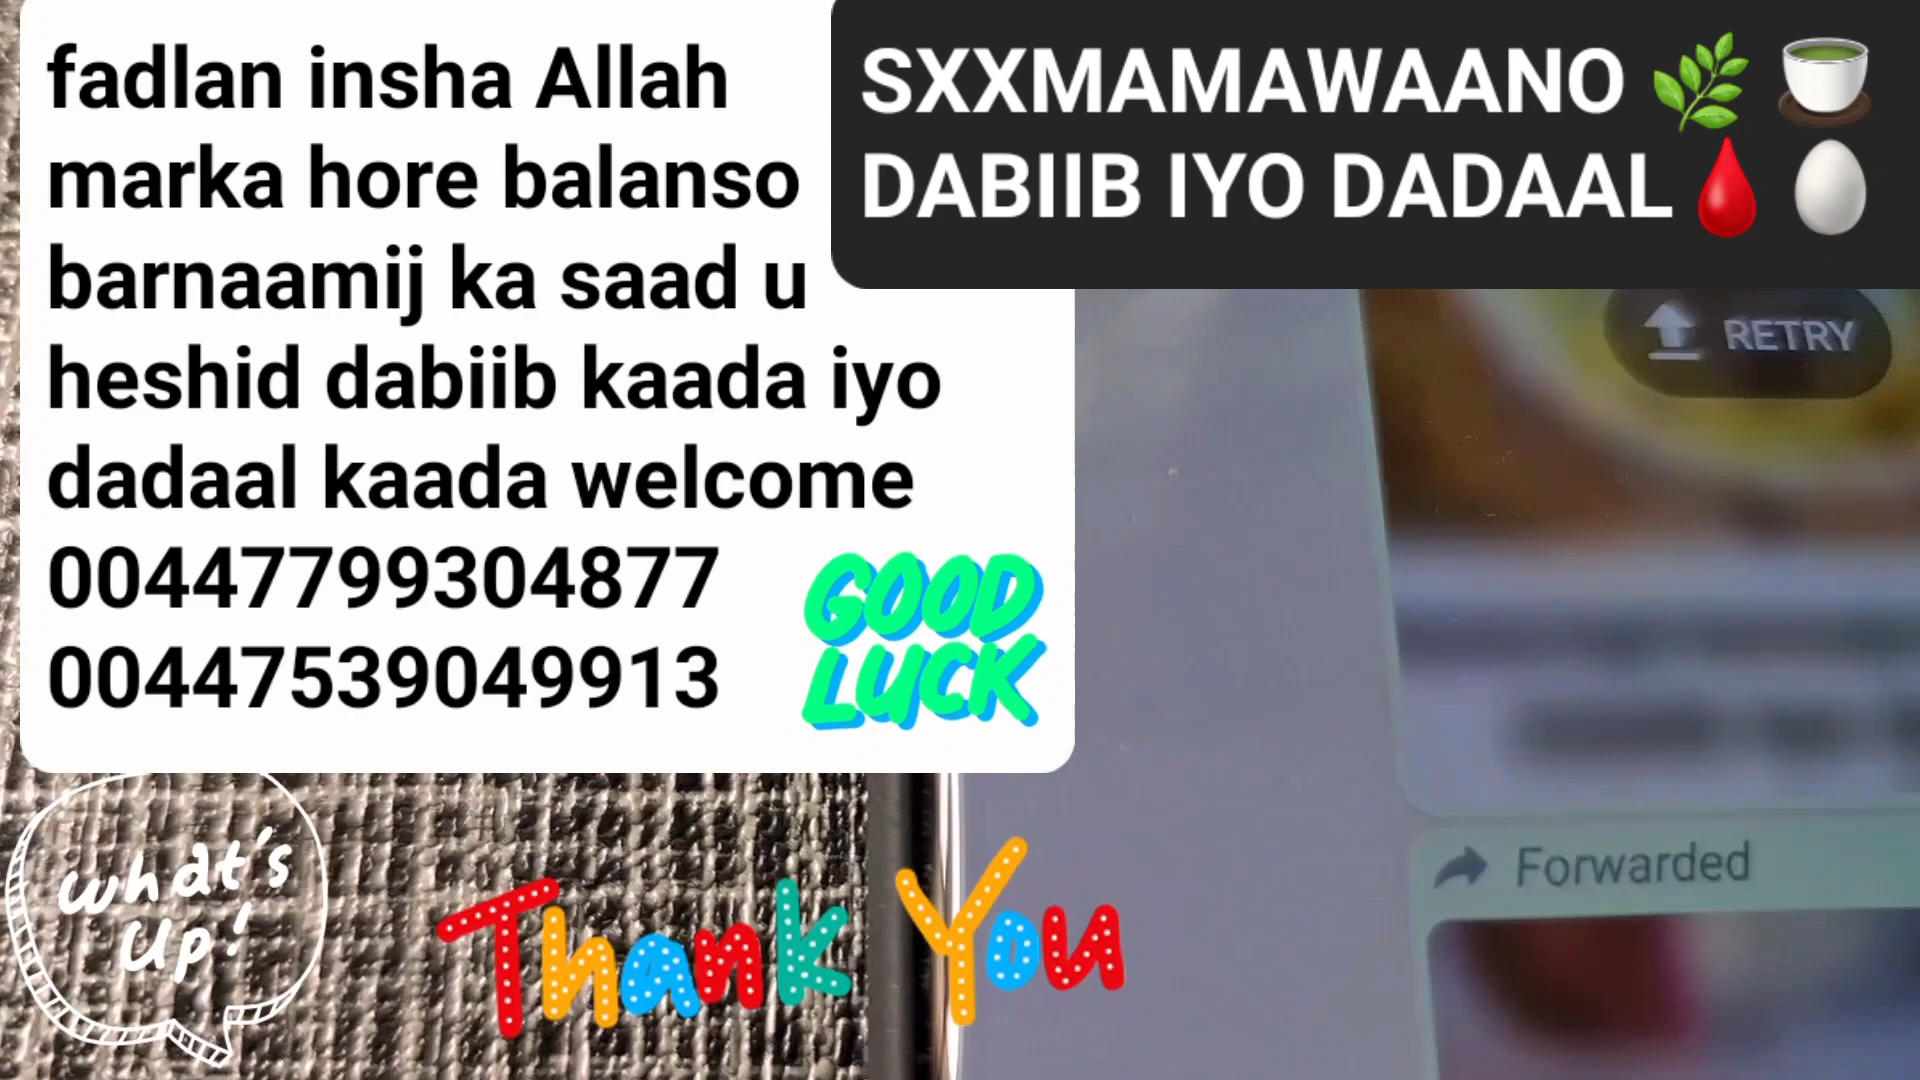 fadlan insha Allah
marka hore balanso
barnaamij ka saad u
heshid dabiib kaada iyo
dadaal kaada welcome
00447799304877
00447539049913
GOOD
LUCK
SXXMAMAWAANO 🌿 🍵
DABIIB IYO DADAAL🩸 🥚
RETRY
Forwarded
what's
up!
Thank You